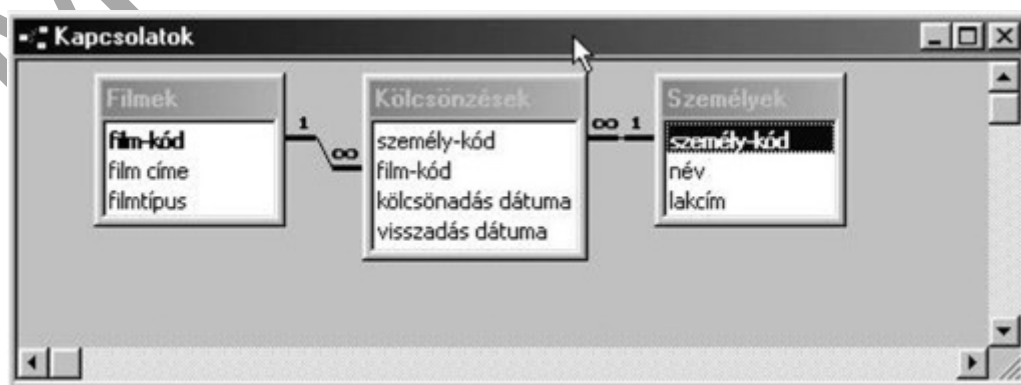 Kapcsolatok
Filmek
film-kód
film címe
filmtípus
1
∞
Kölcsönzések
személy-kód
film-kód
kölcsönadás dátuma
visszadás dátuma
∞ 1
Személyek
személy-kód
név
lakcím